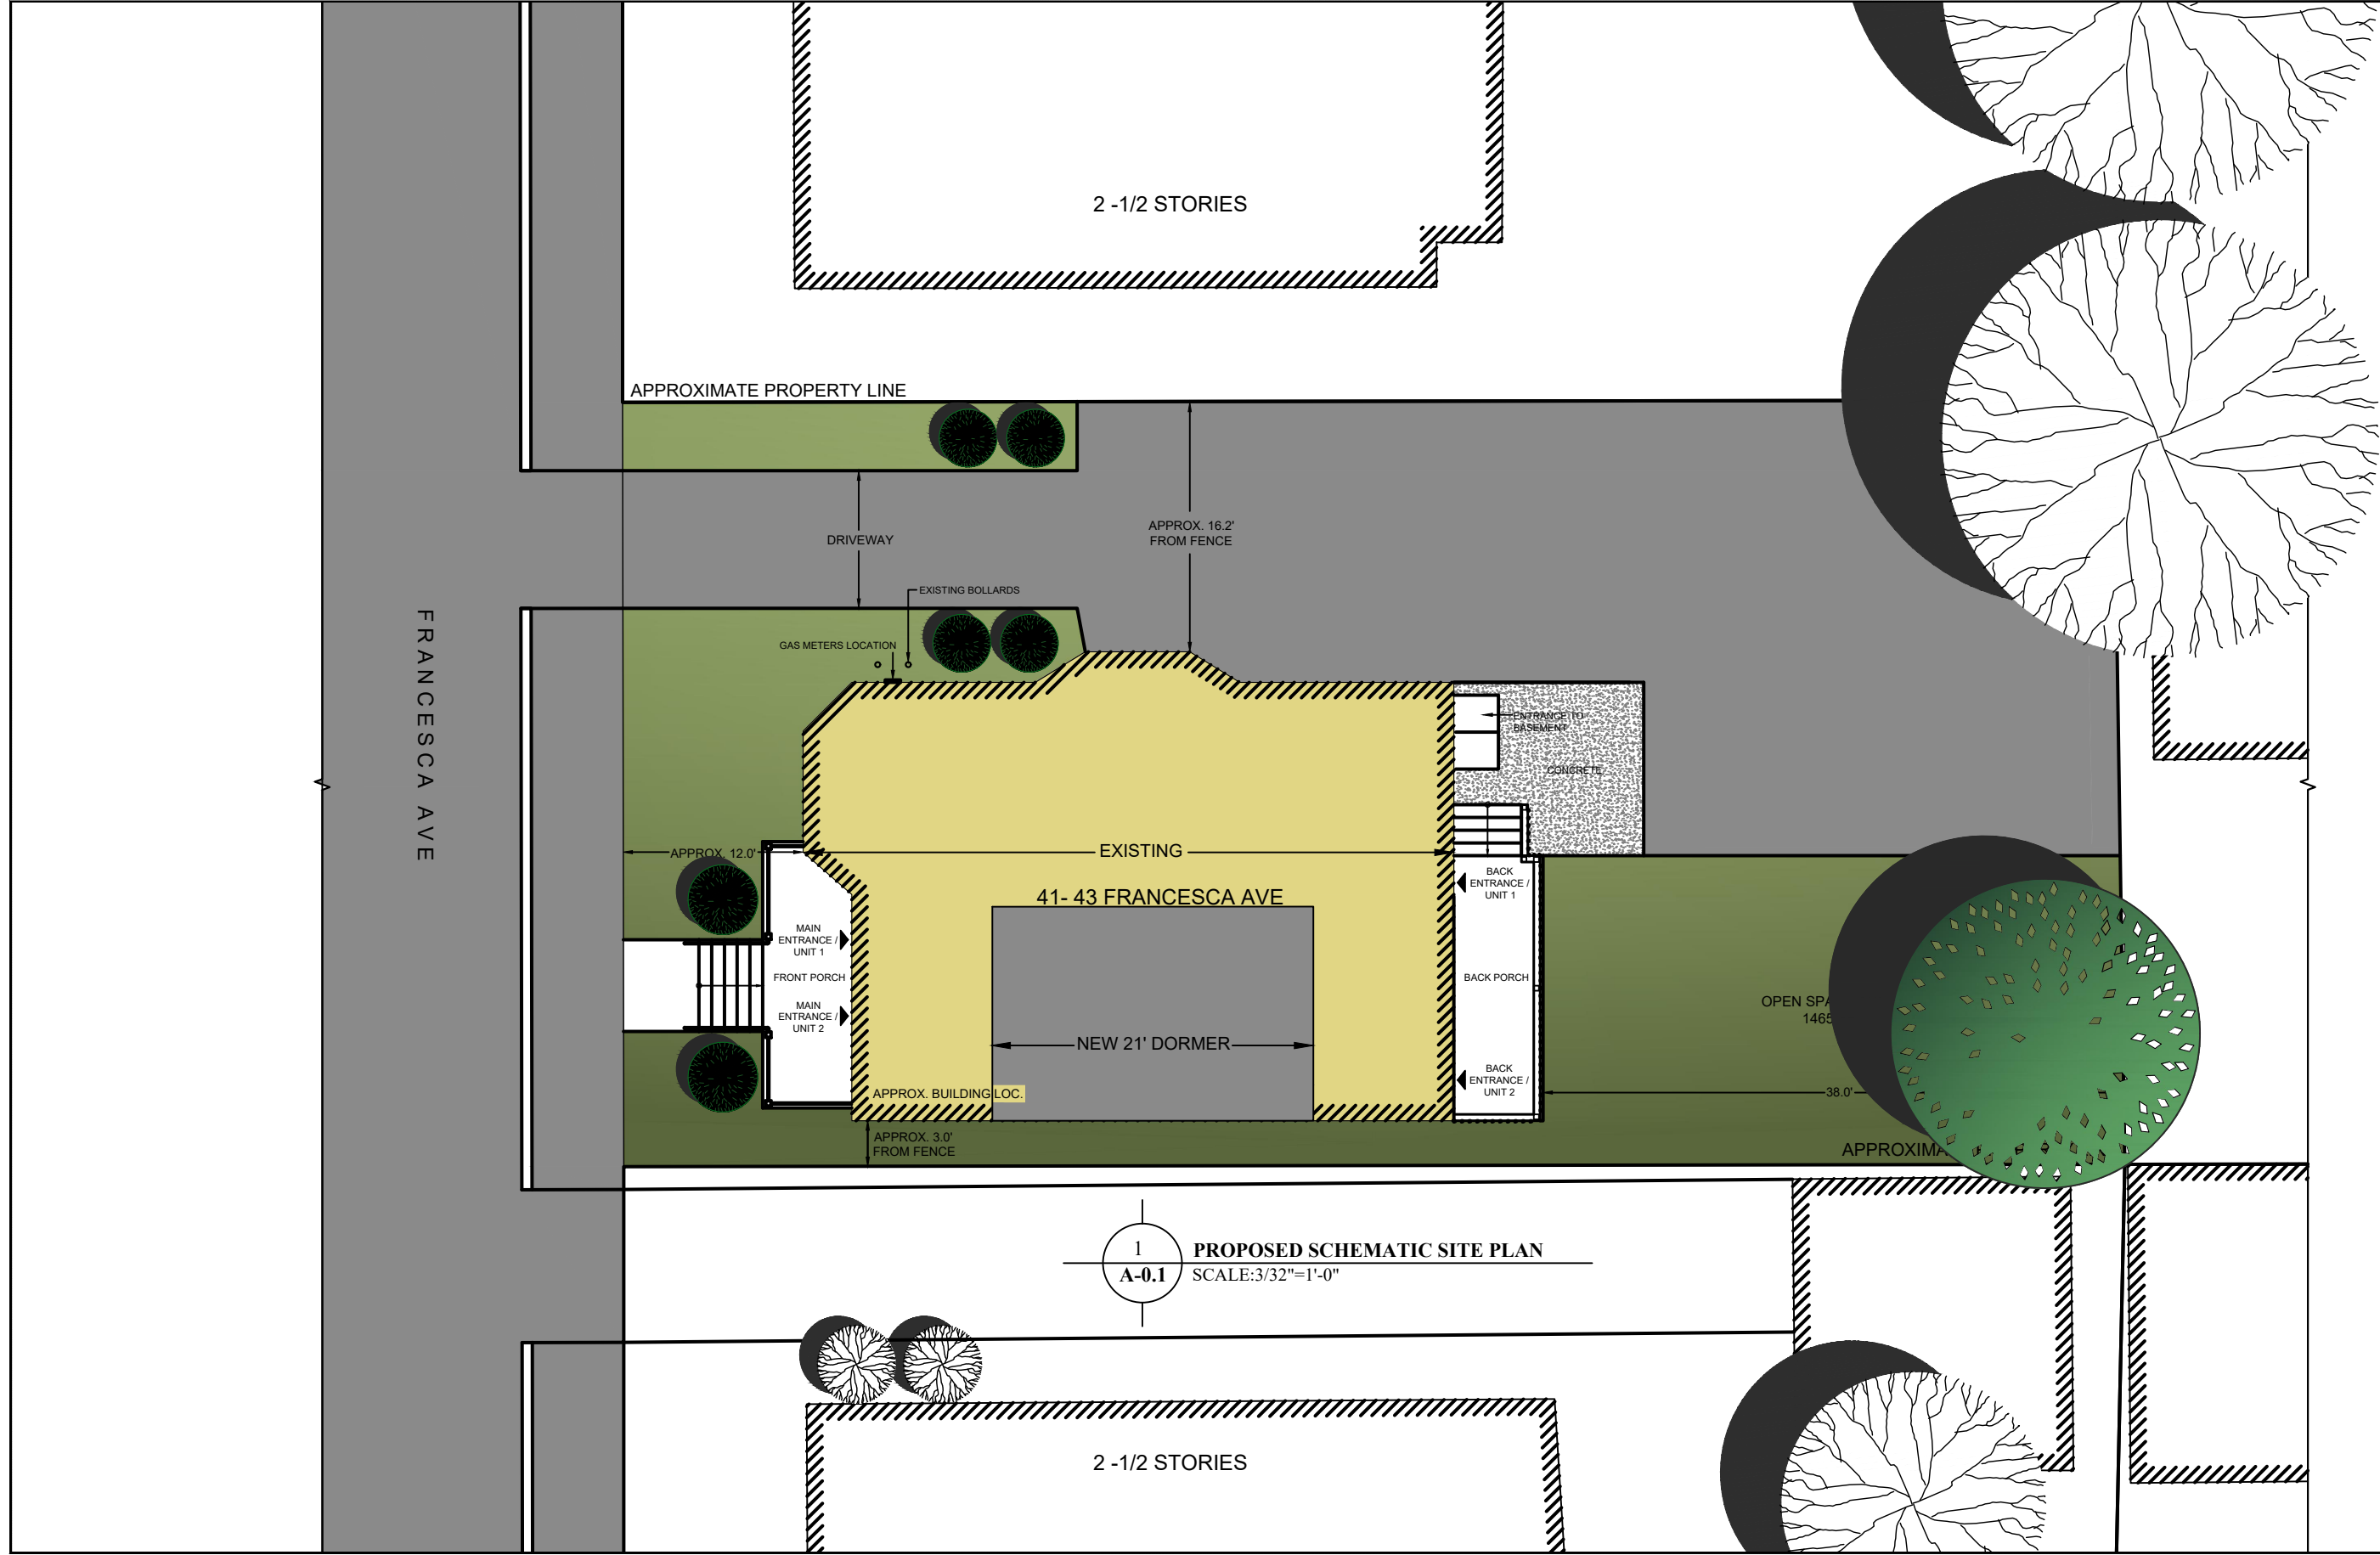 2 -1/2 STORIES
APPROXIMATE PROPERTY LINE
DRIVEWAY
APPROX. 16.2'
FROM FENCE
EXISTING BOLLARDS
GAS METERS LOCATION
FRANCESCA AVE
ENTRANCE TO
BASEMENT
CONCRETE
APPROX. 12.0'
EXISTING
41- 43 FRANCESCA AVE
BACK
ENTRANCE /
UNIT 1
MAIN
ENTRANCE /
UNIT 1
FRONT PORCH
BACK PORCH
MAIN
ENTRANCE /
UNIT 2
OPEN SPA
1465
NEW 21' DORMER
BACK
ENTRANCE /
UNIT 2
38.0'
APPROX. BUILDING LOC.
APPROX. 3.0'
FROM FENCE
APPROXIMA
1
A-0.1
PROPOSED SCHEMATIC SITE PLAN
SCALE:3/32"=1'-0"
2 -1/2 STORIES